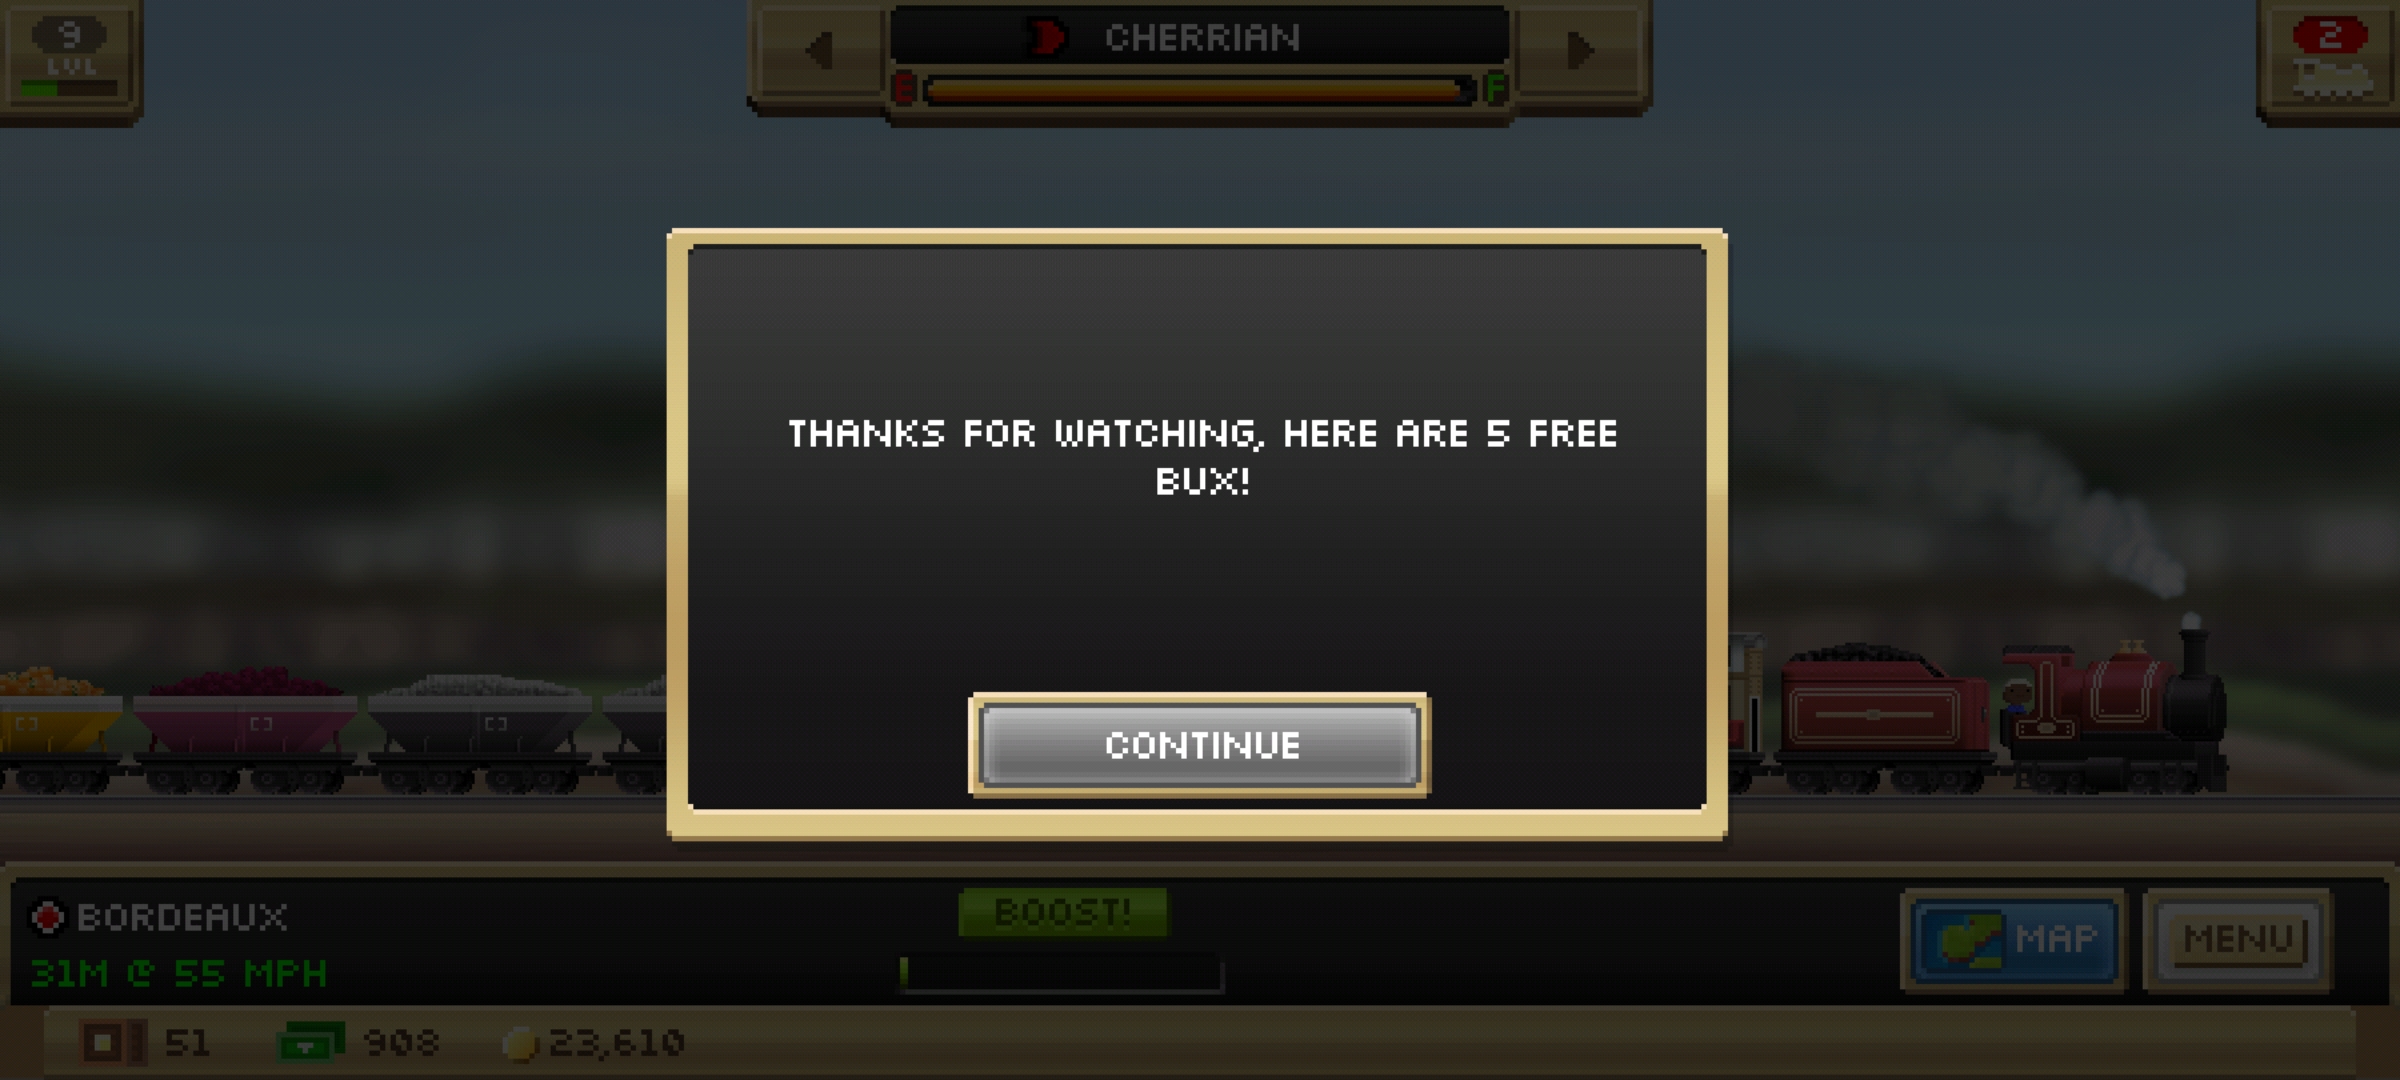 9
LVL
CHERRIAN
E F
2
THANKS FOR WATCHING, HERE ARE 5 FREE
BUX!
CONTINUE
BORDEAUX
31M @ 55 MPH
BOOST!
MAP
MENU
51
908
23,610